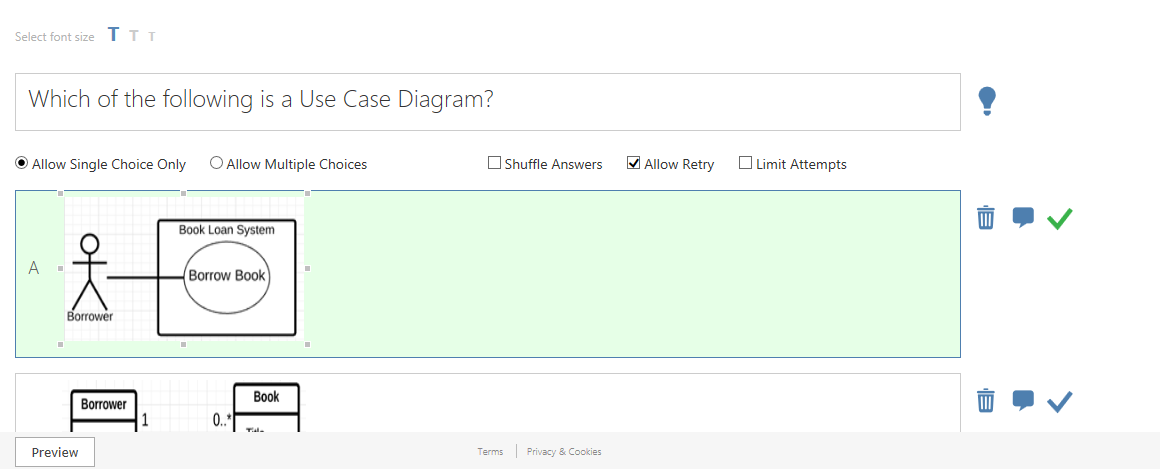 Select font size T T T
Which of the following is a Use Case Diagram?
Allow Single Choice Only Allow Multiple Choices Shuffle Answers Allow Retry Limit Attempts
A
Book Loan System
Borrow Book
Borrower
Borrower 1 0..* Book
Title
Preview Terms Privacy & Cookies